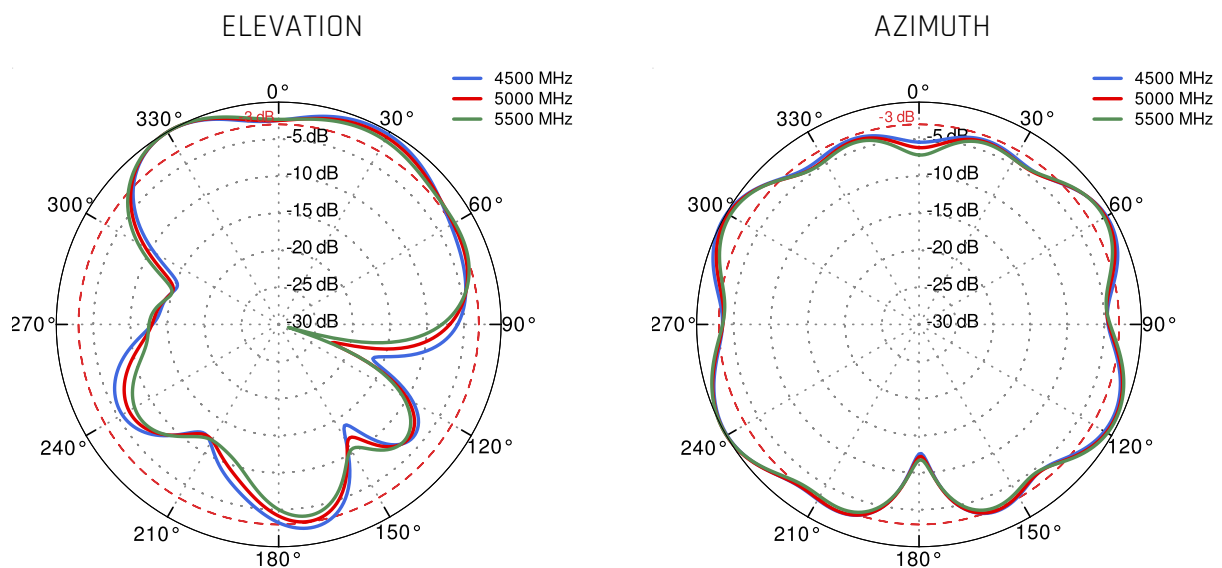 ELEVATION
4500 MHz
5000 MHz
5500 MHz
0°
30°
60°
90°
120°
150°
180°
210°
240°
270°
300°
330°
-3 dB
-5 dB
-10 dB
-15 dB
-20 dB
-25 dB
-30 dB
AZIMUTH
4500 MHz
5000 MHz
5500 MHz
0°
30°
60°
90°
120°
150°
180°
210°
240°
270°
300°
330°
-3 dB
-5 dB
-10 dB
-15 dB
-20 dB
-25 dB
-30 dB